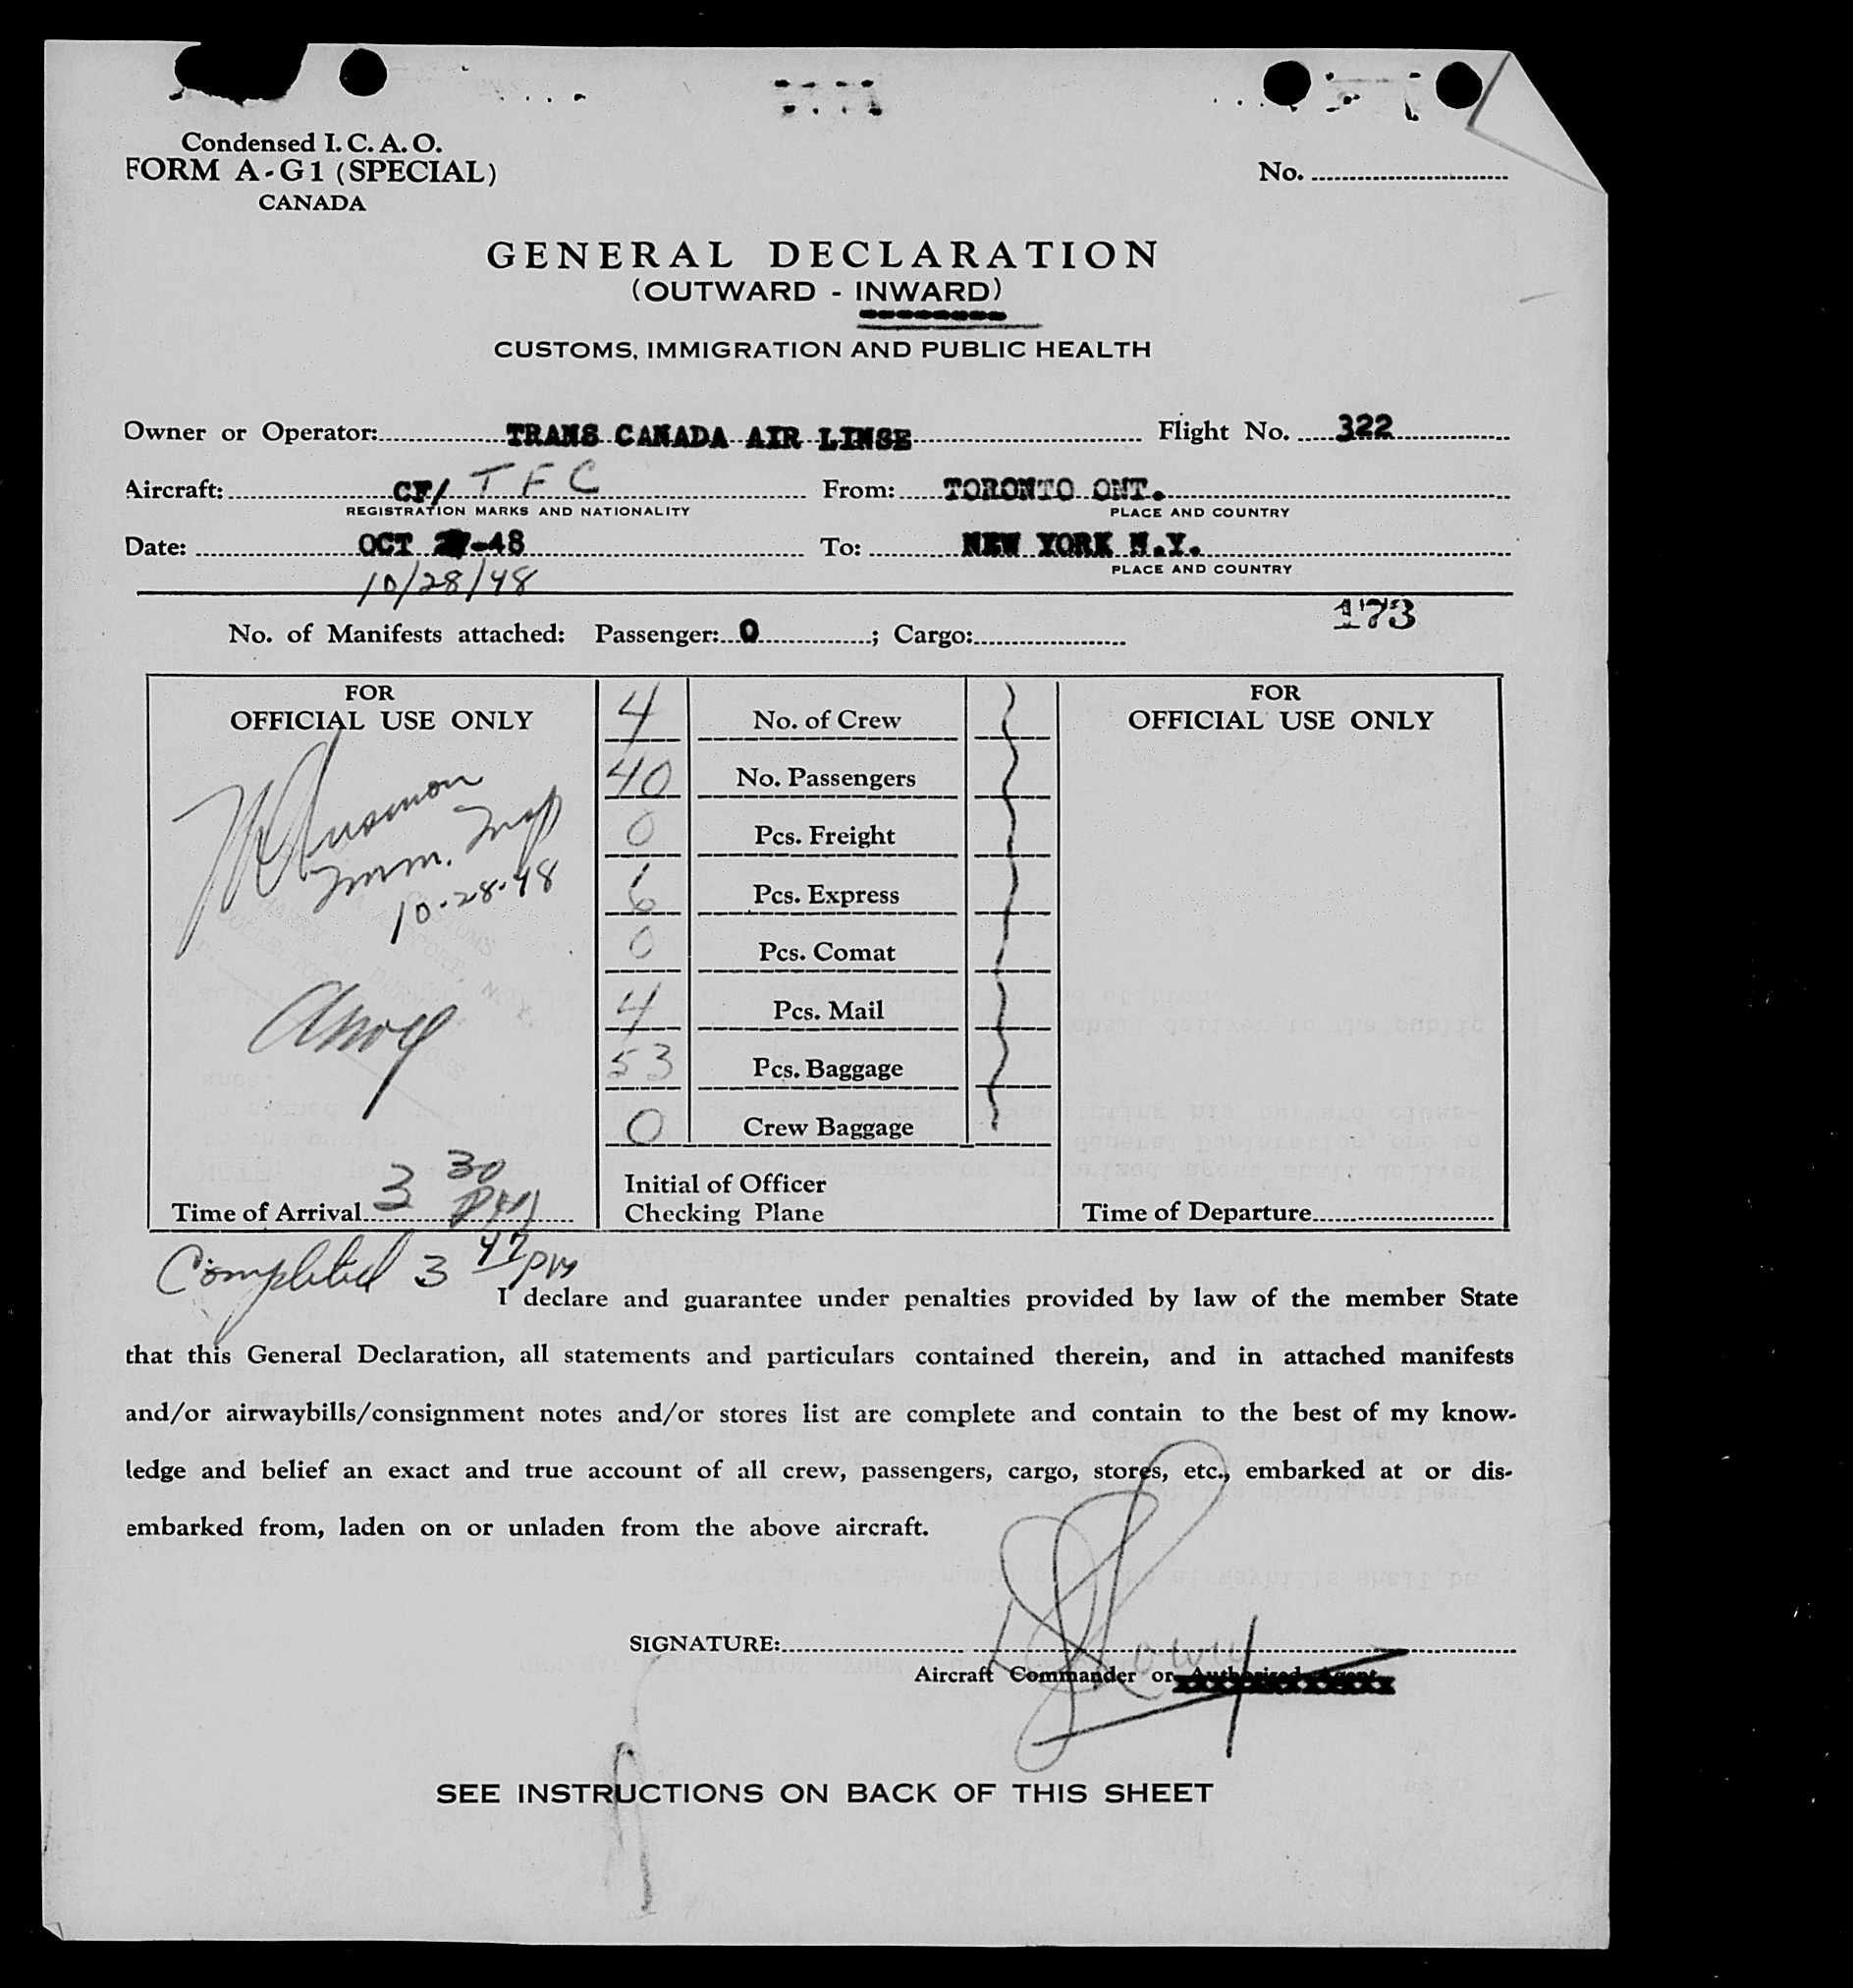 Condensed I. C. A. O.
FORM A-G1 (SPECIAL)
CANADA
No.
GENERAL DECLARATION
(OUTWARD - INWARD)
CUSTOMS, IMMIGRATION AND PUBLIC HEALTH
Owner or Operator: TRANS CANADA AIR LINSE Flight No. 322
Aircraft: CF/ TFC From: TORONTO ONT.
REGISTRATION MARKS AND NATIONALITY PLACE AND COUNTRY
Date: OCT -48 To: NEW YORK N.Y.
PLACE AND COUNTRY
10/28/48
173
No. of Manifests attached: Passenger: 0 ; Cargo:
FOR
OFFICIAL USE ONLY
Imm. Insp
10-28-48
Time of Arrival 3 30 PM
4 No. of Crew
40 No. Passengers
0 Pcs. Freight
6 Pcs. Express
0 Pcs. Comat
4 Pcs. Mail
53 Pcs. Baggage
0 Crew Baggage
Initial of Officer
Checking Plane
FOR
OFFICIAL USE ONLY
Time of Departure
Completed 3 47 PM
I declare and guarantee under penalties provided by law of the member State
that this General Declaration, all statements and particulars contained therein, and in attached manifests
and/or airwaybills/consignment notes and/or stores list are complete and contain to the best of my know-
ledge and belief an exact and true account of all crew, passengers, cargo, stores, etc., embarked at or dis-
embarked from, laden on or unladen from the above aircraft.
SIGNATURE:
Aircraft Commander or Authorized Agent
SEE INSTRUCTIONS ON BACK OF THIS SHEET